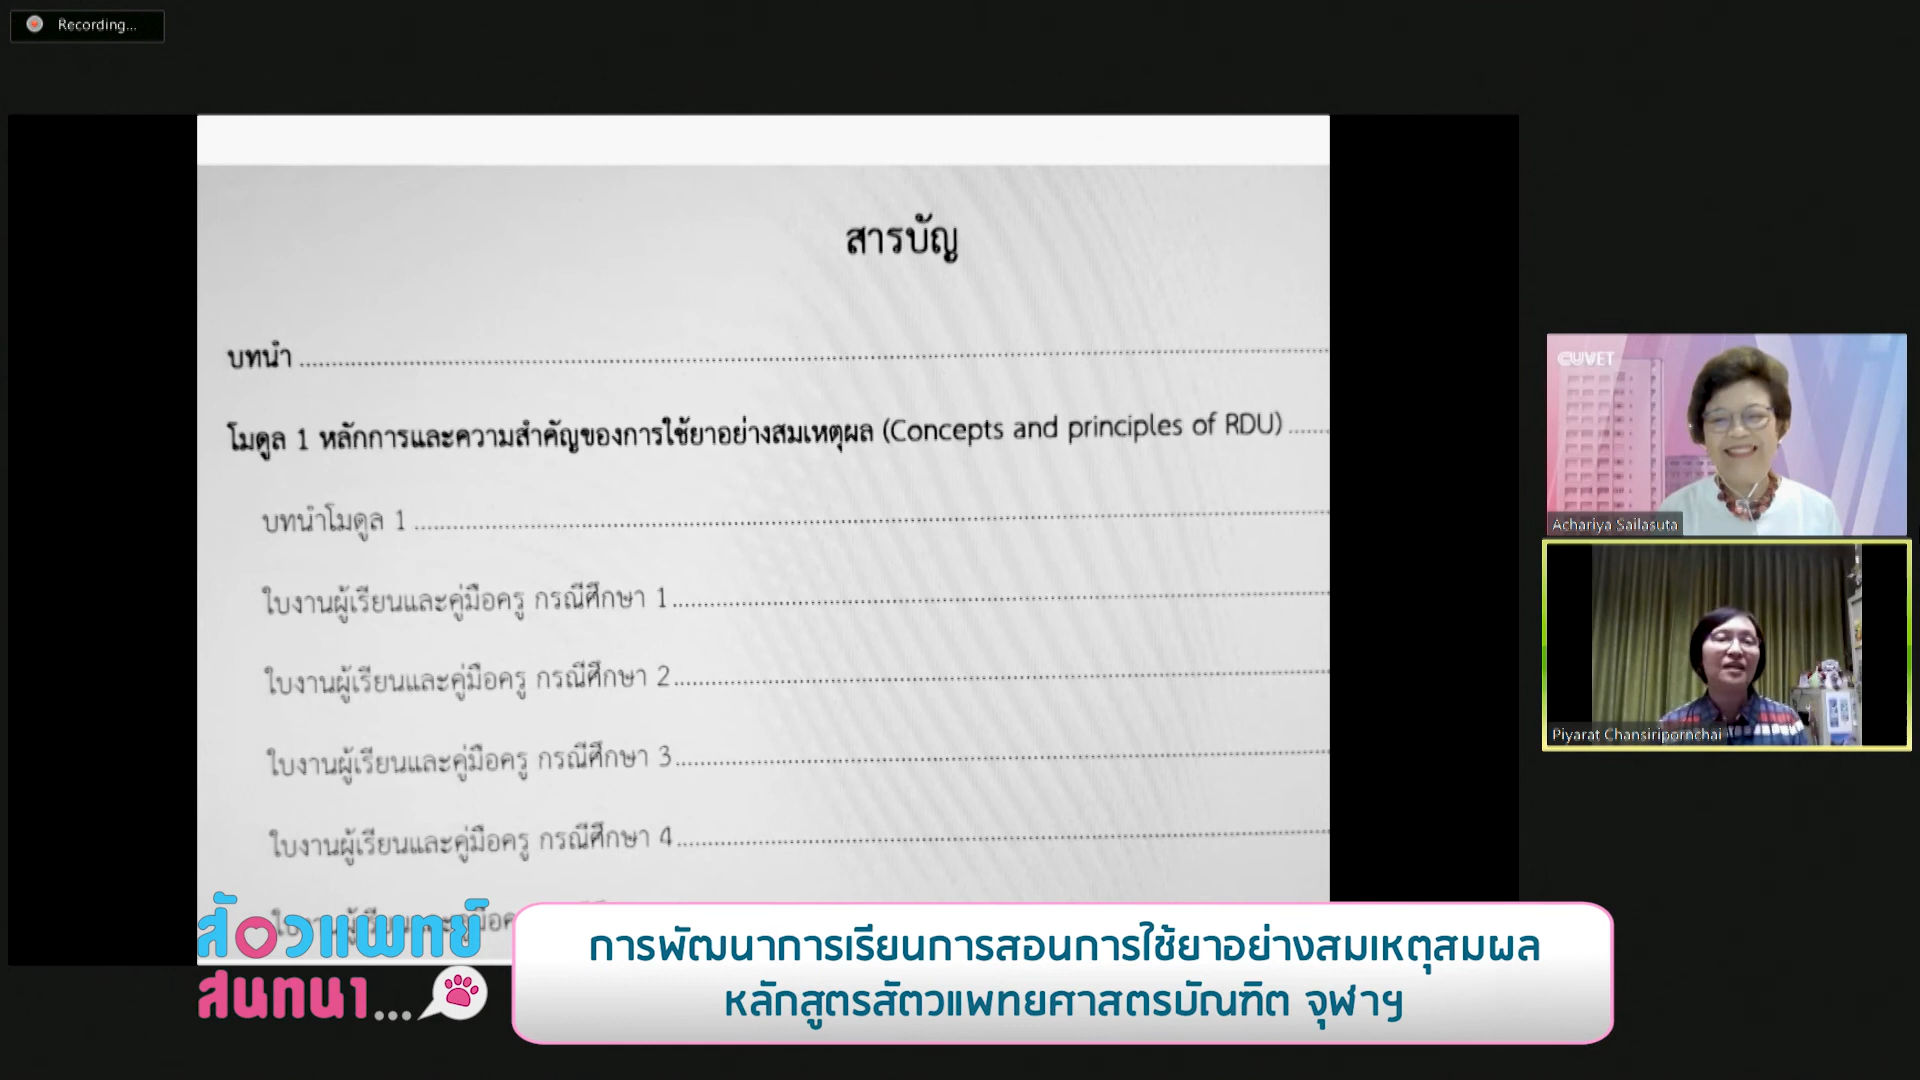 Recording...
สารบัญ
บทนำ
โมดูล 1 หลักการและความสำคัญของการใช้ยาอย่างสมเหตุผล (Concepts and principles of RDU)
บทนำโมดูล 1
ใบงานผู้เรียนและคู่มือครู กรณีศึกษา 1
ใบงานผู้เรียนและคู่มือครู กรณีศึกษา 2
ใบงานผู้เรียนและคู่มือครู กรณีศึกษา 3
ใบงานผู้เรียนและคู่มือครู กรณีศึกษา 4
CUVET
Achariya Sailasuta
Piyarat Chansiripornchai
สัตวแพทย์
สนทนา...
การพัฒนาการเรียนการสอนการใช้ยาอย่างสมเหตุสมผล
หลักสูตรสัตวแพทยศาสตรบัณฑิต จุฬาฯ